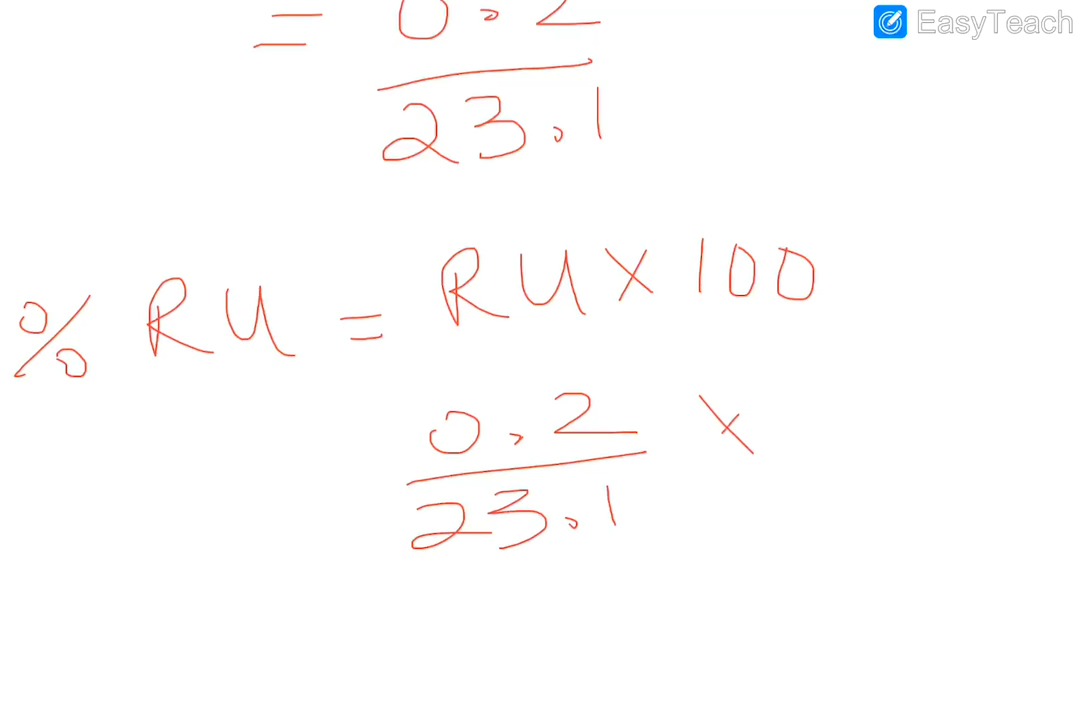 EasyTeach
= 0.2
23.1
% RU = RU × 100
0.2 ×
23.1